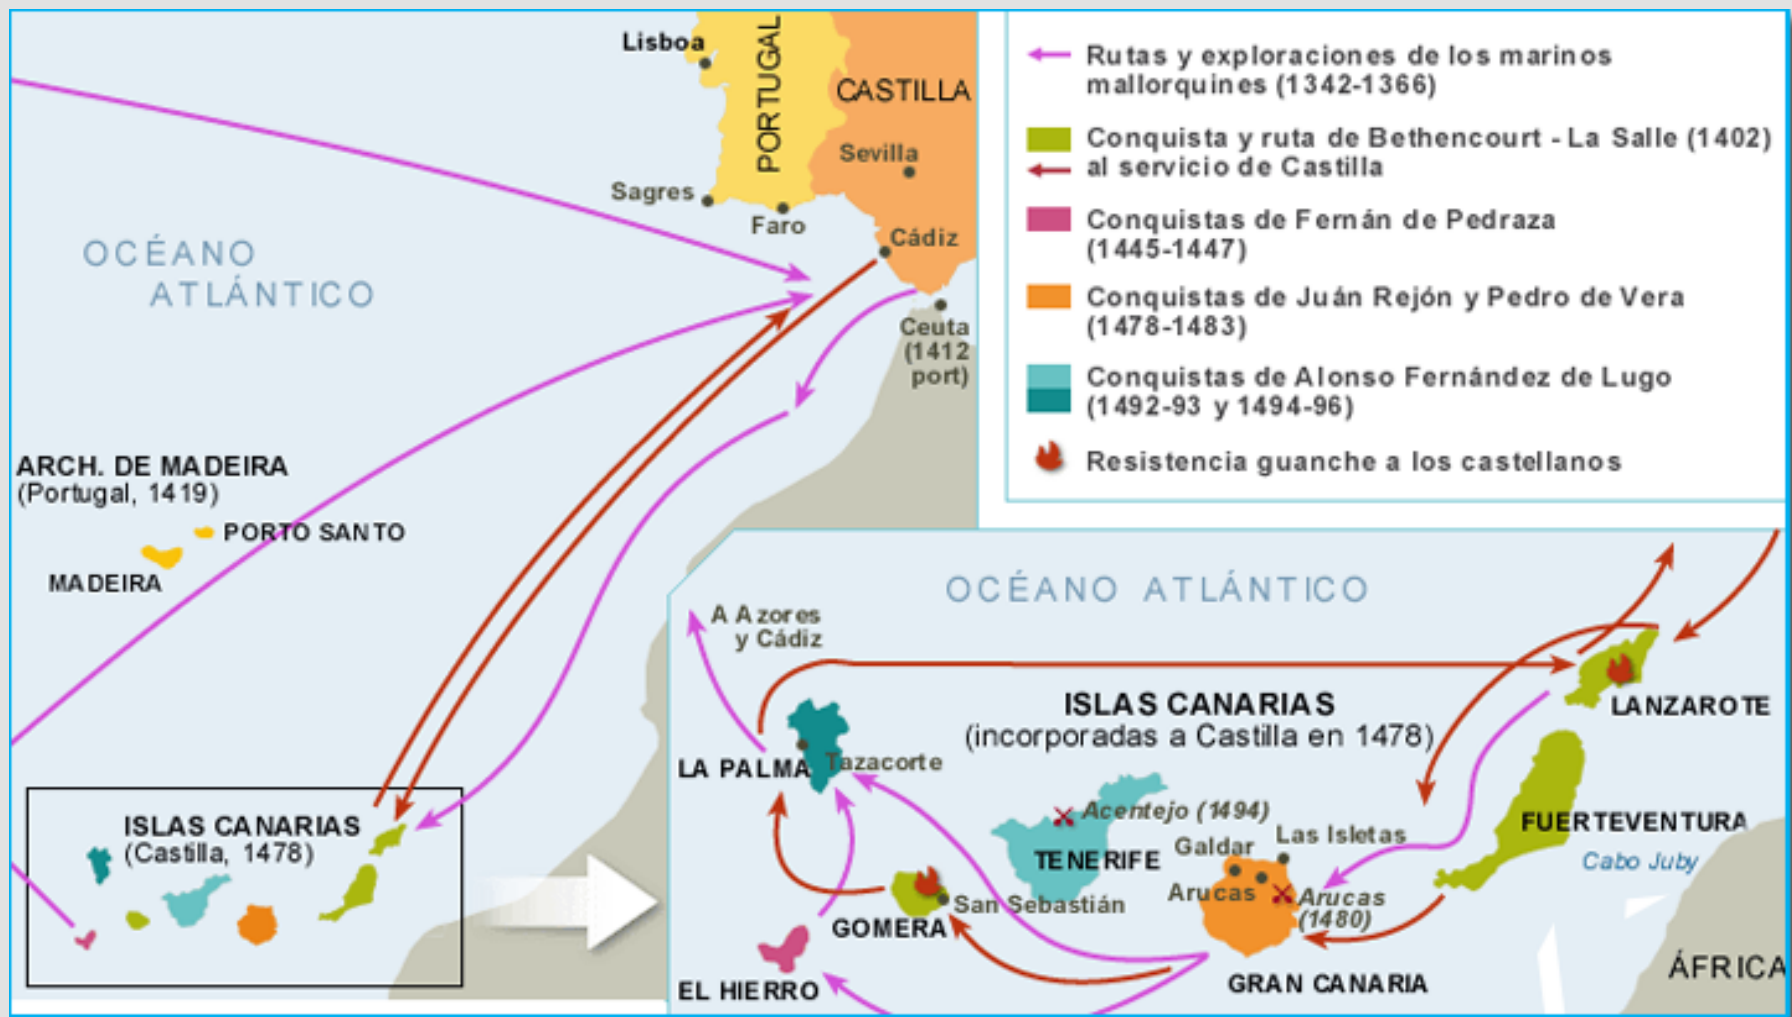 Lisboa
PORTUGAL
CASTILLA
Sevilla
Sagres
Faro
Cádiz
OCÉANO
ATLÁNTICO
Ceuta
(1412
port)
ARCH. DE MADEIRA
(Portugal, 1419)
PORTO SANTO
MADEIRA
ISLAS CANARIAS
(Castilla, 1478)
Rutas y exploraciones de los marinos
mallorquines (1342-1366)
Conquista y ruta de Bethencourt - La Salle (1402)
al servicio de Castilla
Conquistas de Fernán de Pedraza
(1445-1447)
Conquistas de Juán Rejón y Pedro de Vera
(1478-1483)
Conquistas de Alonso Fernández de Lugo
(1492-93 y 1494-96)
Resistencia guanche a los castellanos
OCÉANO ATLÁNTICO
A Azores
y Cádiz
ISLAS CANARIAS
(incorporadas a Castilla en 1478)
LANZAROTE
LA PALMA
Tazacorte
Acentejo (1494)
TENERIFE
Las Isletas
Galdar
Arucas
Arucas
(1480)
FUERTEVENTURA
Cabo Juby
San Sebastián
GOMERA
EL HIERRO
GRAN CANARIA
ÁFRICA